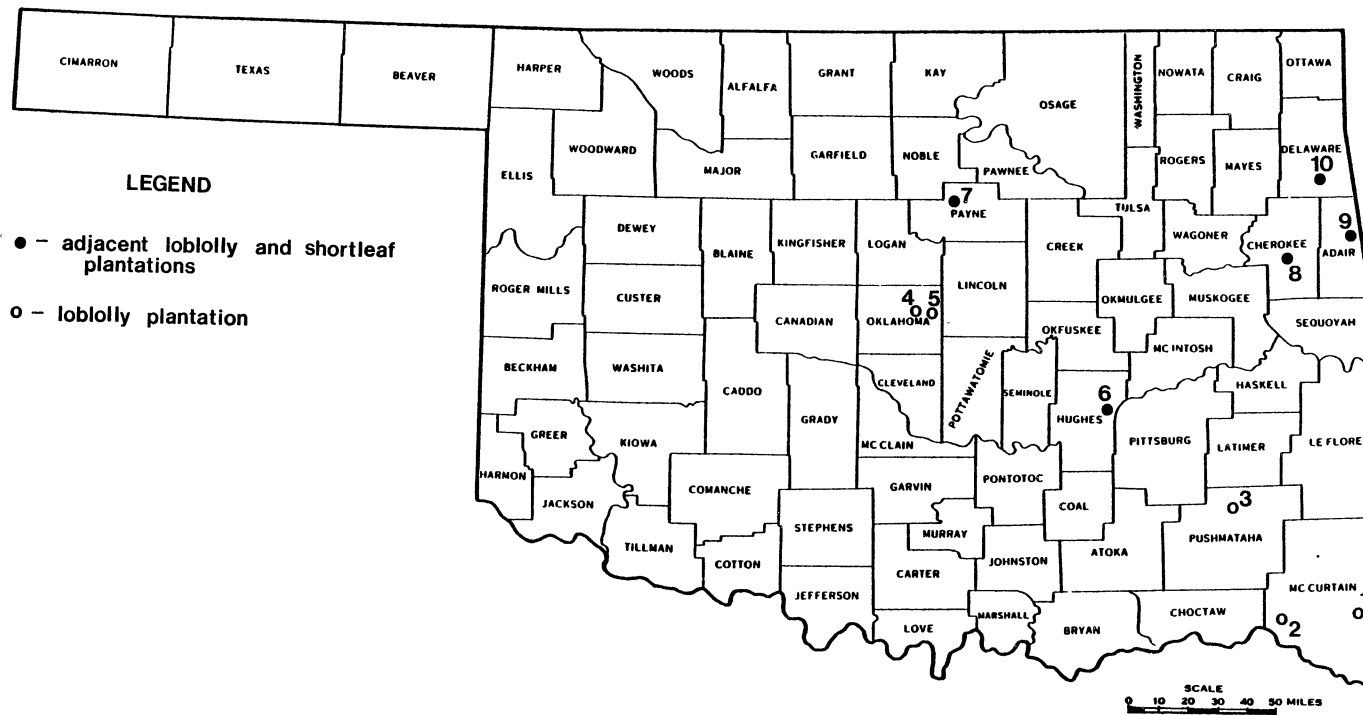 CIMARRON
TEXAS
BEAVER
HARPER
WOODS
ALFALFA
GRANT
KAY
OSAGE
WASHINGTON
NOWATA
CRAIG
OTTAWA
WOODWARD
MAJOR
GARFIELD
NOBLE
PAWNEE
ROGERS
MAYES
DELAWARE
10
ELLIS
LEGEND
● – adjacent loblolly and shortleaf
plantations
o – loblolly plantation
DEWEY
BLAINE
KINGFISHER
LOGAN
7
PAYNE
CREEK
TULSA
WAGONER
CHEROKEE
8
9
ADAIR
ROGER MILLS
CUSTER
CANADIAN
4 5
OKLAHOMA
LINCOLN
OKMULGEE
MUSKOGEE
SEQUOYAH
BECKHAM
WASHITA
CADDO
GRADY
CLEVELAND
POTTAWATOMIE
SEMINOLE
OKFUSKEE
MC INTOSH
HASKELL
GREER
KIOWA
MC CLAIN
HUGHES
6
PITTSBURG
LATIMER
LE FLORE
HARMON
JACKSON
COMANCHE
GARVIN
PONTOTOC
COAL
3
PUSHMATAHA
TILLMAN
COTTON
STEPHENS
MURRAY
JOHNSTON
ATOKA
JEFFERSON
CARTER
LOVE
MARSHALL
BRYAN
CHOCTAW
MC CURTAIN
2
SCALE
0 10 20 30 40 50 MILES